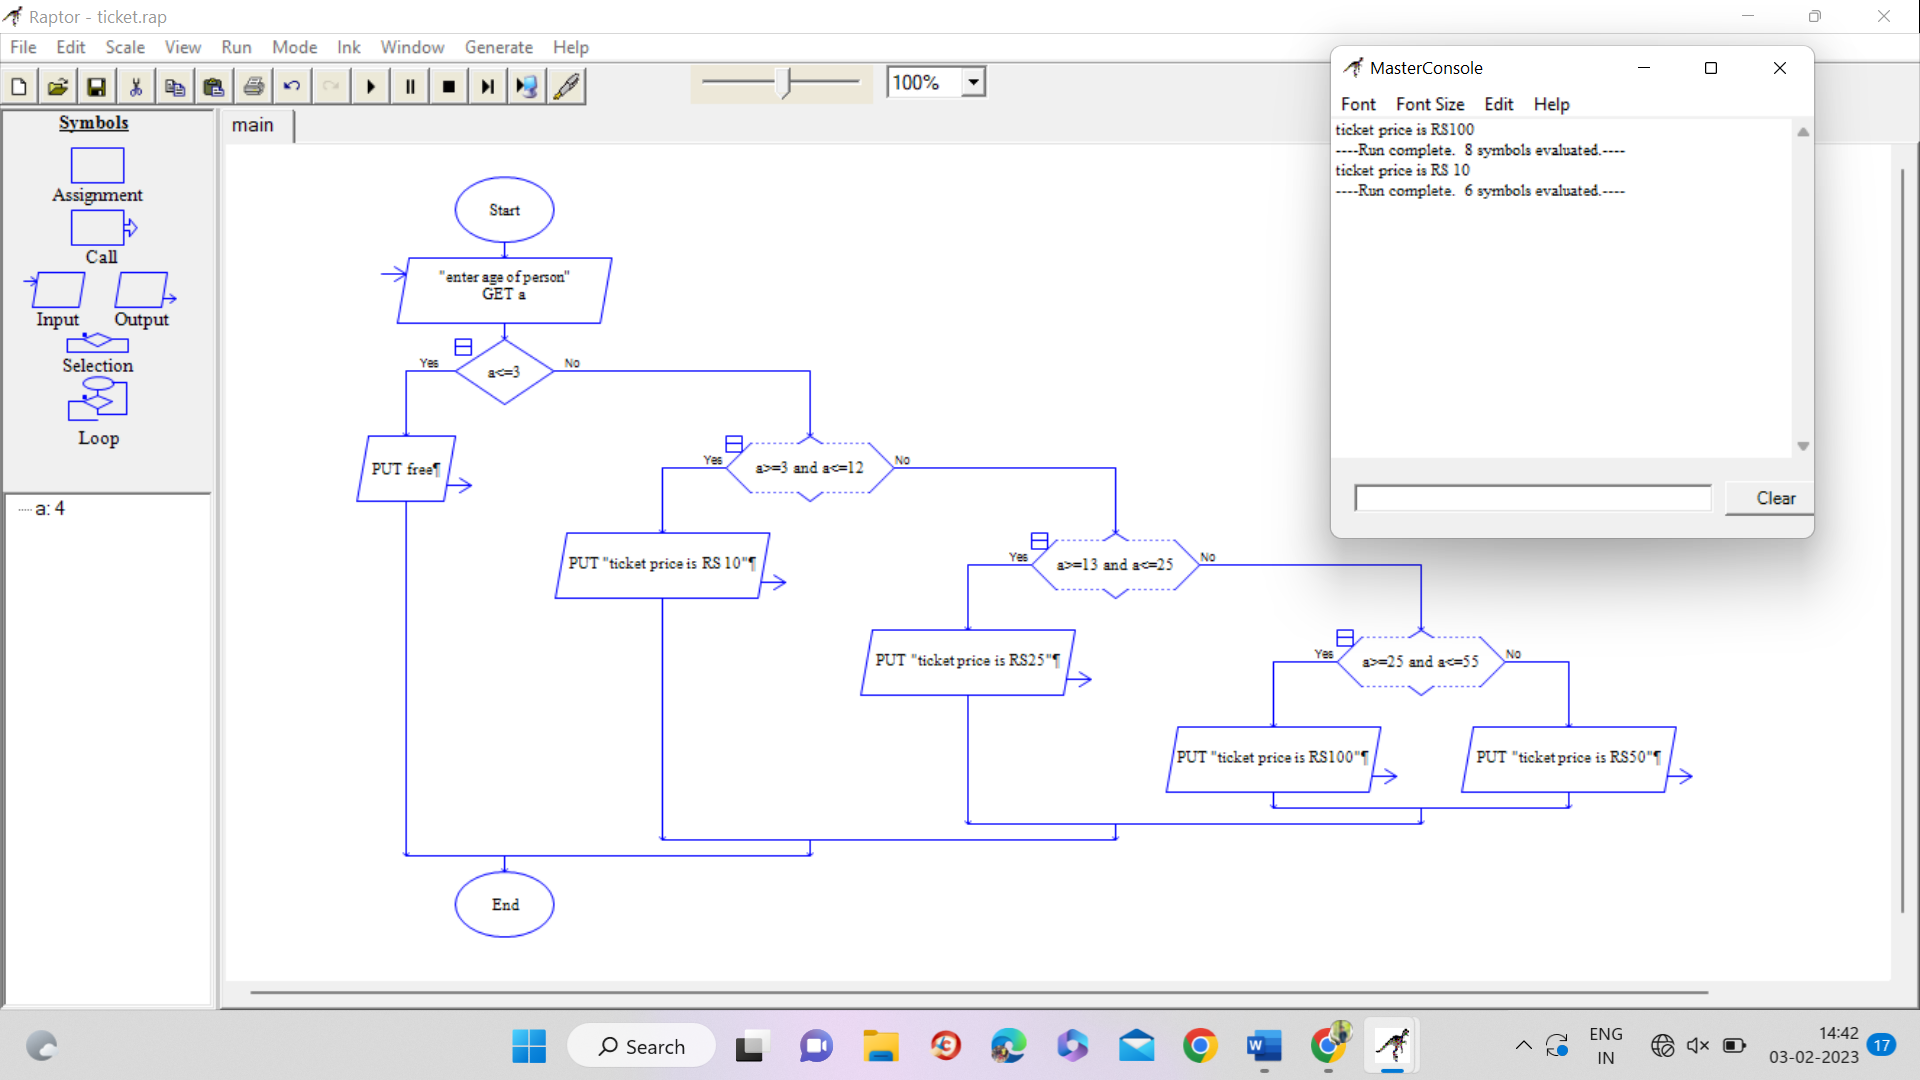 Raptor - ticket.rap
File Edit Scale View Run Mode Ink Window Generate Help
100%
Symbols
Assignment
Call
Input Output
Selection
Loop
a: 4
main
Start
"enter age of person"
GET a
Yes a<=3 No
PUT free¶
Yes a>=3 and a<=12 No
PUT "ticket price is RS 10"¶
Yes a>=13 and a<=25 No
PUT "ticket price is RS25"¶
Yes a>=25 and a<=55 No
PUT "ticket price is RS100"¶
PUT "ticket price is RS50"¶
End
MasterConsole
Font Font Size Edit Help
ticket price is RS100
----Run complete. 8 symbols evaluated.----
ticket price is RS 10
----Run complete. 6 symbols evaluated.----
Clear
Search
ENG
IN
14:42
03-02-2023
17